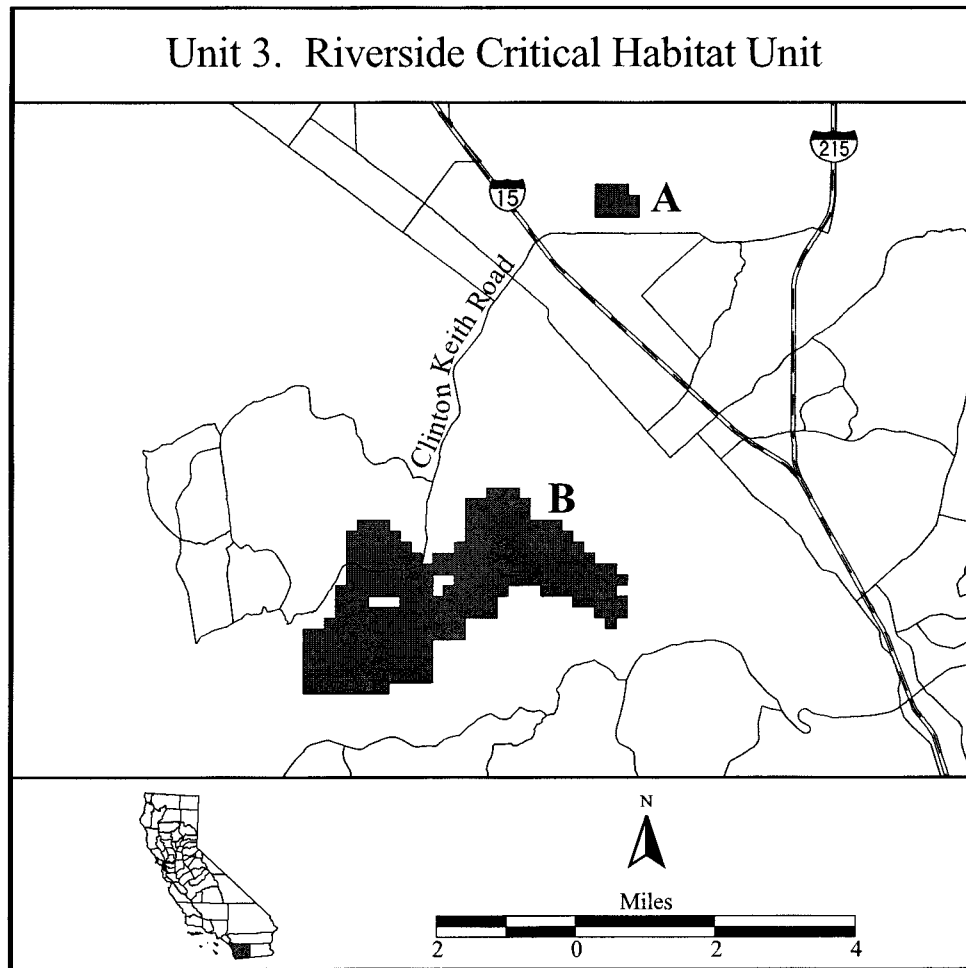 Unit 3.  Riverside Critical Habitat Unit
215
15
A
Clinton Keith Road
B
N
Miles
2 0 2 4